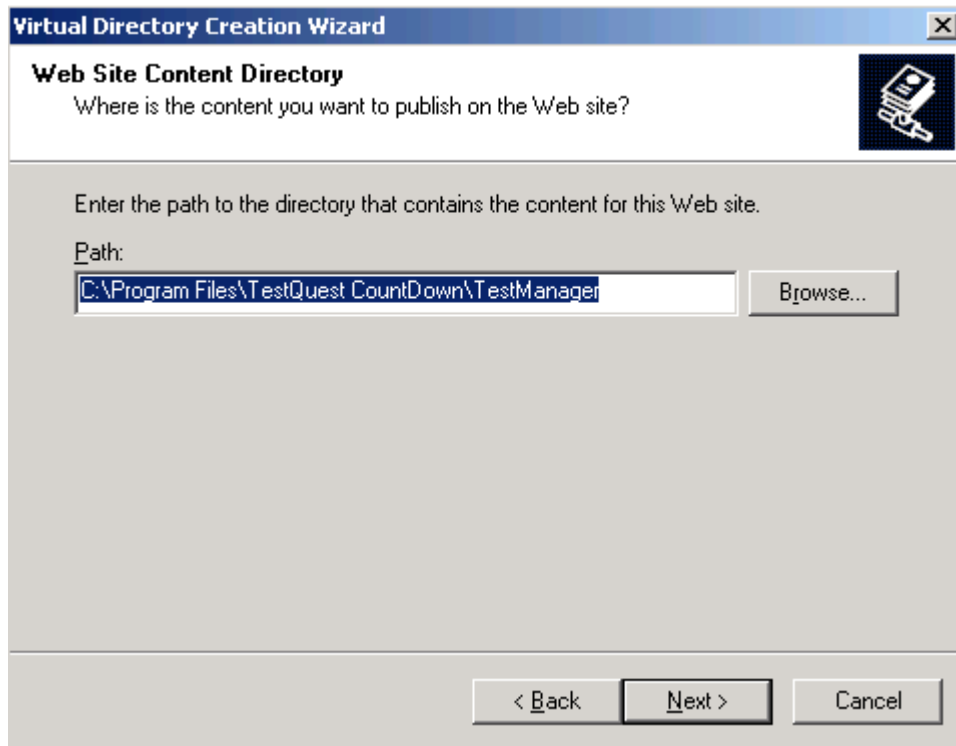 Virtual Directory Creation Wizard
Web Site Content Directory
Where is the content you want to publish on the Web site?
Enter the path to the directory that contains the content for this Web site.
Path:
C:\Program Files\TestQuest CountDown\TestManager
Browse...
< Back
Next >
Cancel